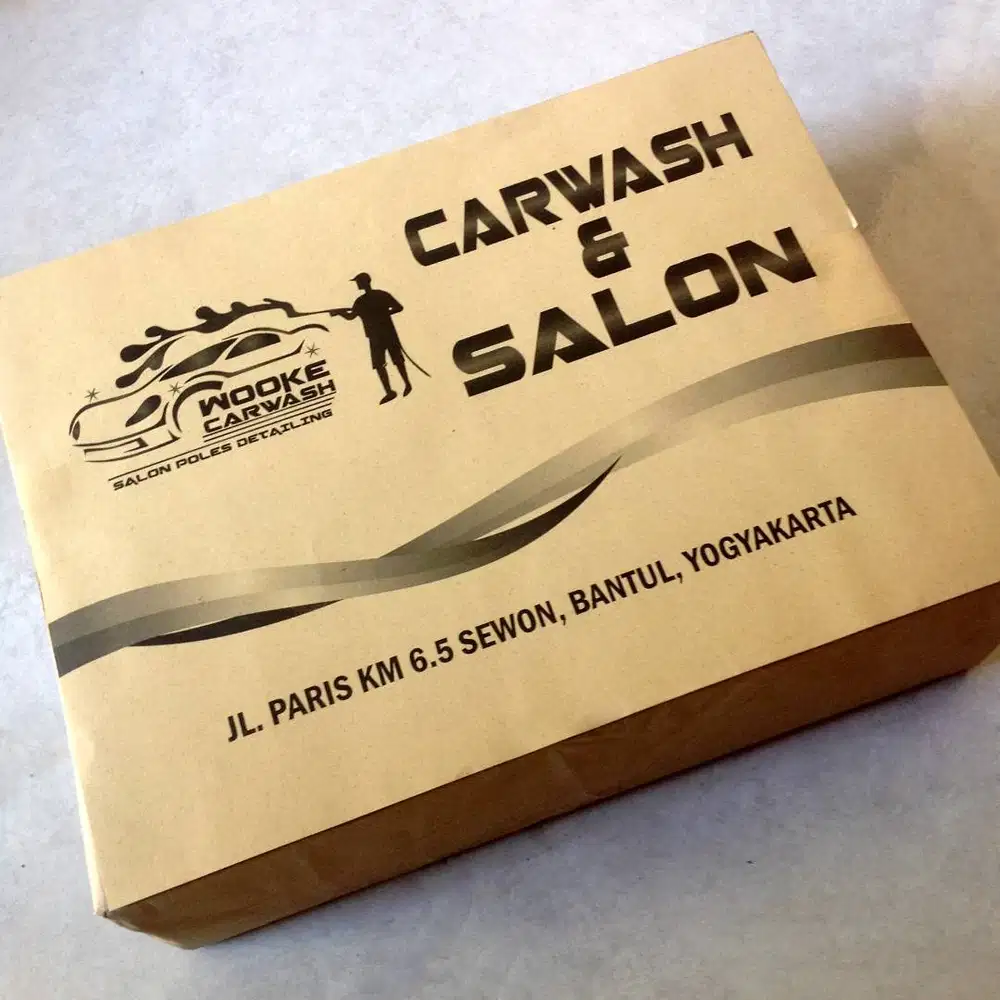 CARWASH
&
SALON
WOOKE
CARWASH
SALON POLES DETAILING
JL. PARIS KM 6.5 SEWON, BANTUL, YOGYAKARTA